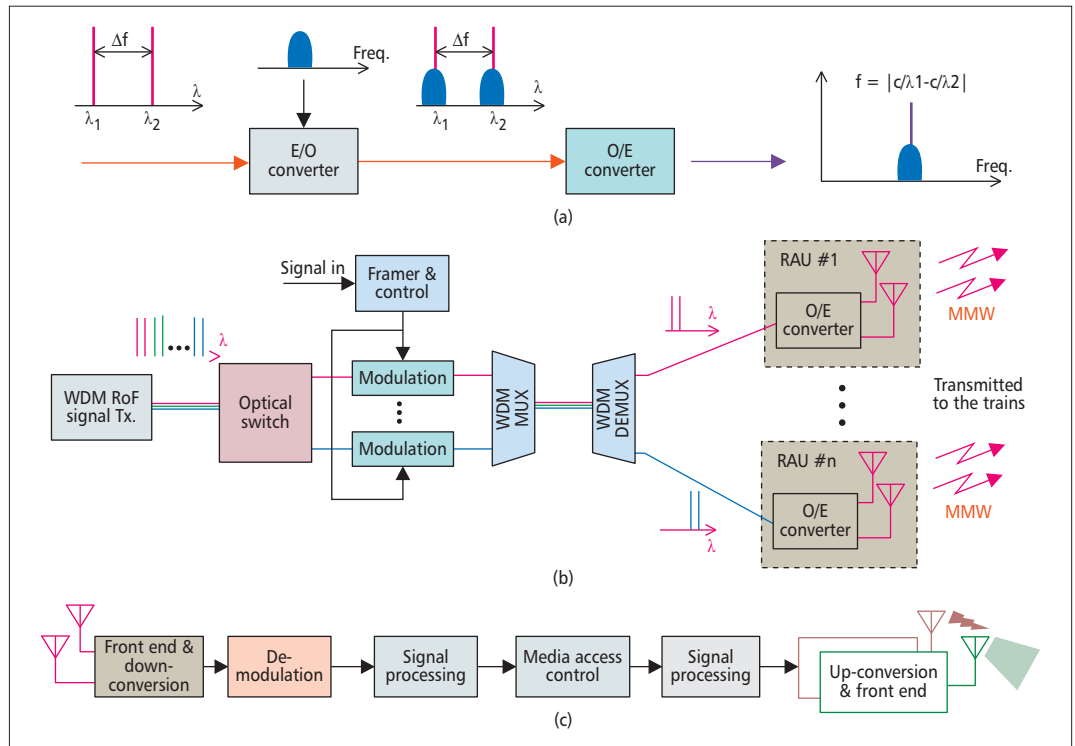 Δf
λ
λ1
λ2
Freq.
E/O
converter
Δf
λ
λ1
λ2
O/E
converter
f = |c/λ1-c/λ2|
Freq.
(a)
Signal in
Framer &
control
λ
WDM RoF
signal Tx.
Optical
switch
Modulation
Modulation
WDM
MUX
WDM
DEMUX
λ
λ
RAU #1
O/E
converter
MMW
Transmitted
to the trains
RAU #n
O/E
converter
MMW
(b)
Front end &
down-
conversion
De-
modulation
Signal
processing
Media access
control
Signal
processing
Up-conversion
& front end
(c)